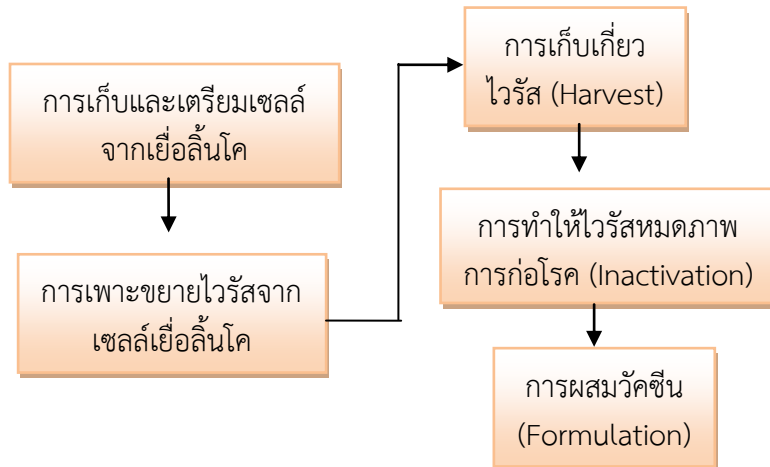 การเก็บและเตรียมเซลล์
จากเยื่อลิ้นโค
การเพาะขยายไวรัสจาก
เซลล์เยื่อลิ้นโค
การเก็บเกี่ยว
ไวรัส (Harvest)
การทำให้ไวรัสหมดภาพ
การก่อโรค (Inactivation)
การผสมวัคซีน
(Formulation)